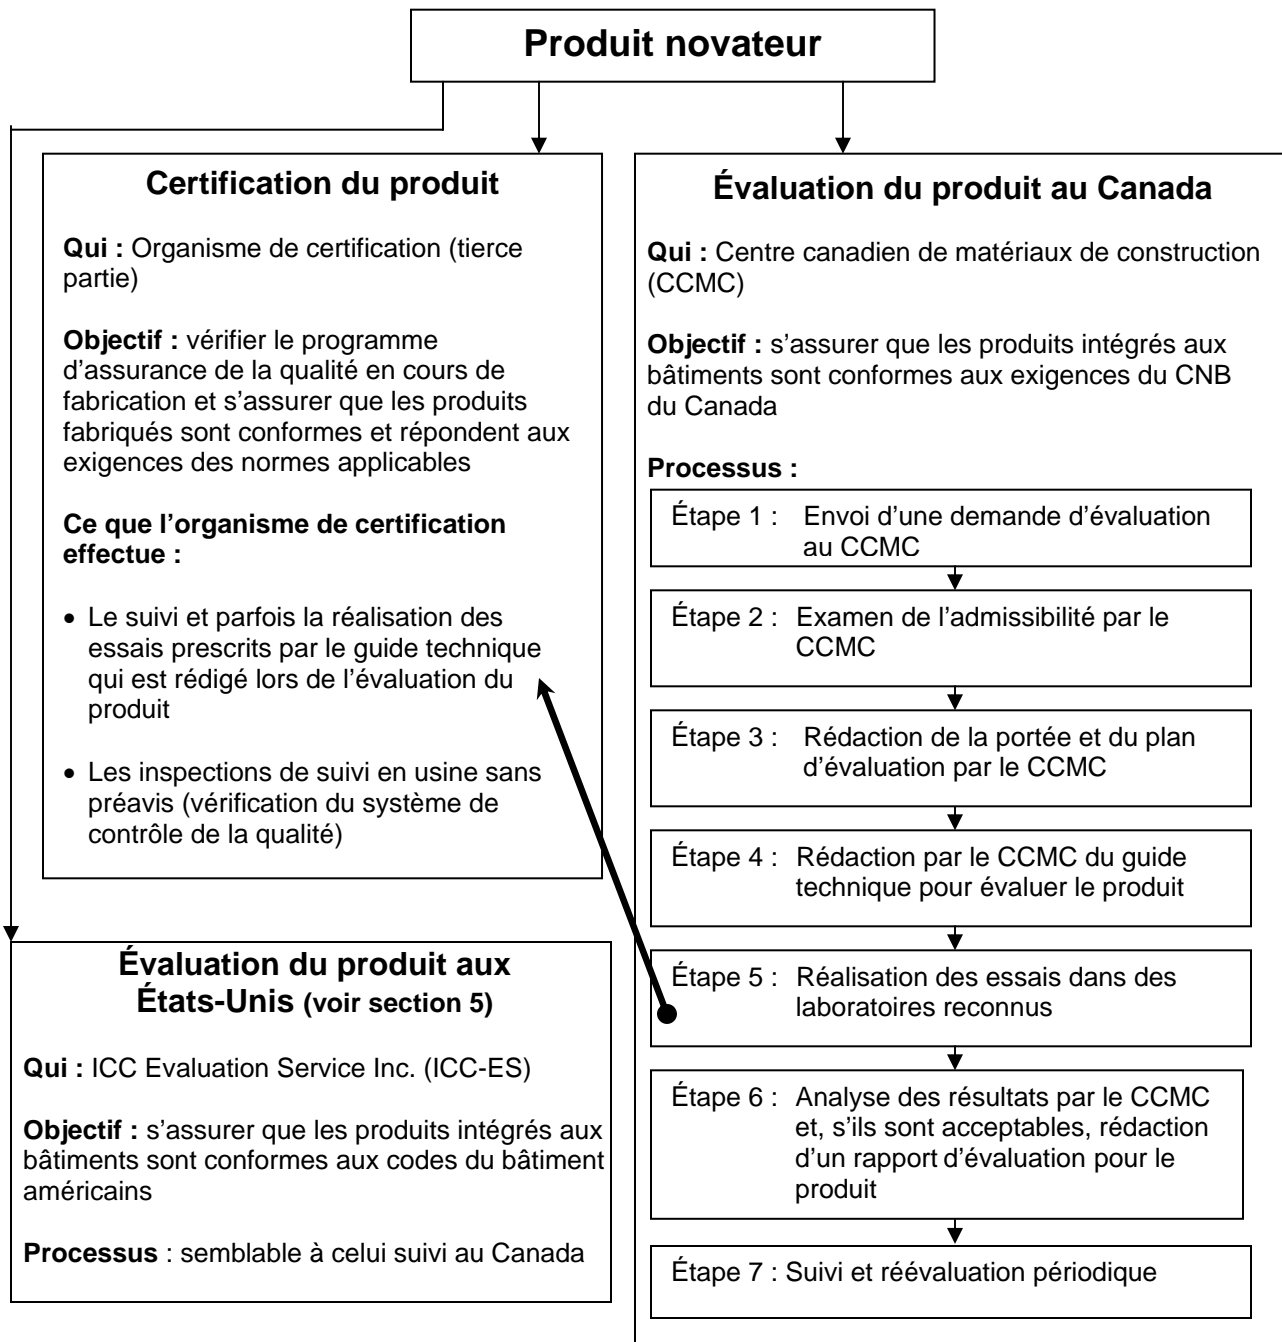 Produit novateur
Certification du produit
Qui : Organisme de certification (tierce
partie)
Objectif : vérifier le programme
d’assurance de la qualité en cours de
fabrication et s’assurer que les produits
fabriqués sont conformes et répondent aux
exigences des normes applicables
Ce que l’organisme de certification
effectue :
• Le suivi et parfois la réalisation des
essais prescrits par le guide technique
qui est rédigé lors de l’évaluation du
produit
• Les inspections de suivi en usine sans
préavis (vérification du système de
contrôle de la qualité)
Évaluation du produit aux
États-Unis (voir section 5)
Qui : ICC Evaluation Service Inc. (ICC-ES)
Objectif : s’assurer que les produits intégrés aux
bâtiments sont conformes aux codes du bâtiment
américains
Processus : semblable à celui suivi au Canada
Évaluation du produit au Canada
Qui : Centre canadien de matériaux de construction
(CCMC)
Objectif : s’assurer que les produits intégrés aux
bâtiments sont conformes aux exigences du CNB
du Canada
Processus :
Étape 1 : Envoi d’une demande d’évaluation
au CCMC
Étape 2 : Examen de l’admissibilité par le
CCMC
Étape 3 : Rédaction de la portée et du plan
d’évaluation par le CCMC
Étape 4 : Rédaction par le CCMC du guide
technique pour évaluer le produit
Étape 5 : Réalisation des essais dans des
laboratoires reconnus
Étape 6 : Analyse des résultats par le CCMC
et, s’ils sont acceptables, rédaction
d’un rapport d’évaluation pour le
produit
Étape 7 : Suivi et réévaluation périodique